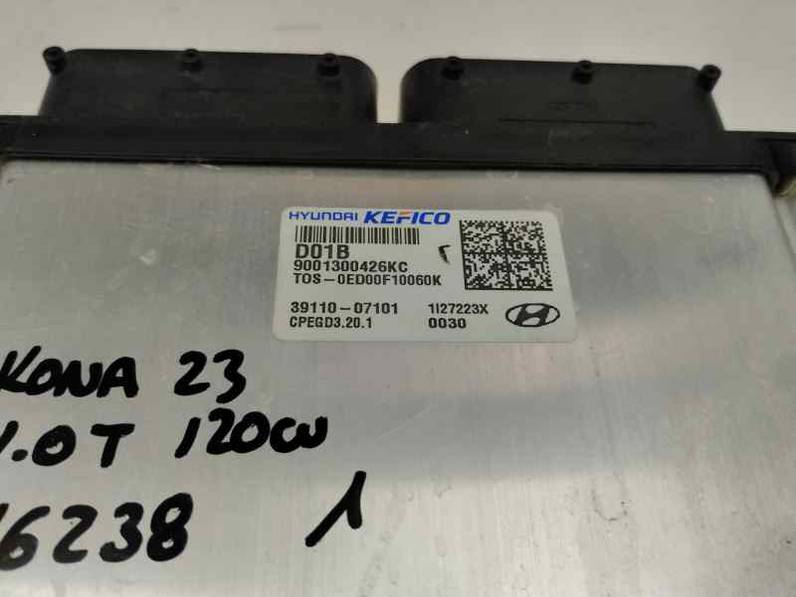 HYUNDAI KEFICO
D01B
9001300426KC
TOS-0ED00F10060K
39110-07101 1I27223X
CPEGD3.20.1 0030
KONA 23
1.0T 120CV
6238 1